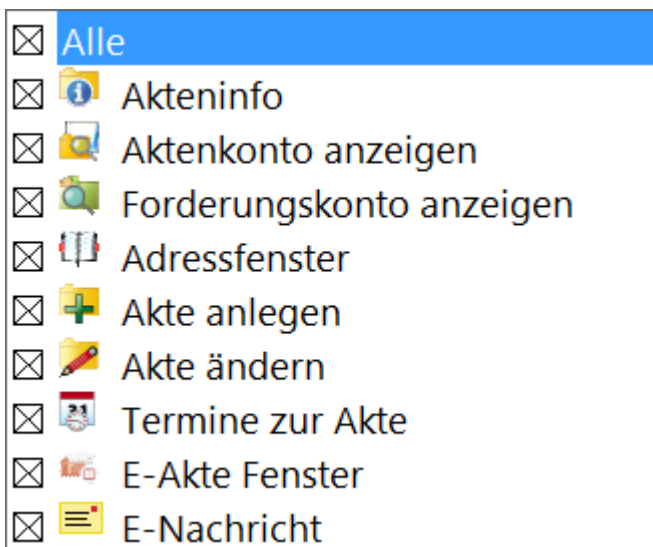 Alle
Akteninfo
Aktenkonto anzeigen
Forderungskonto anzeigen
Adressfenster
Akte anlegen
Akte ändern
Termine zur Akte
E-Akte Fenster
E-Nachricht